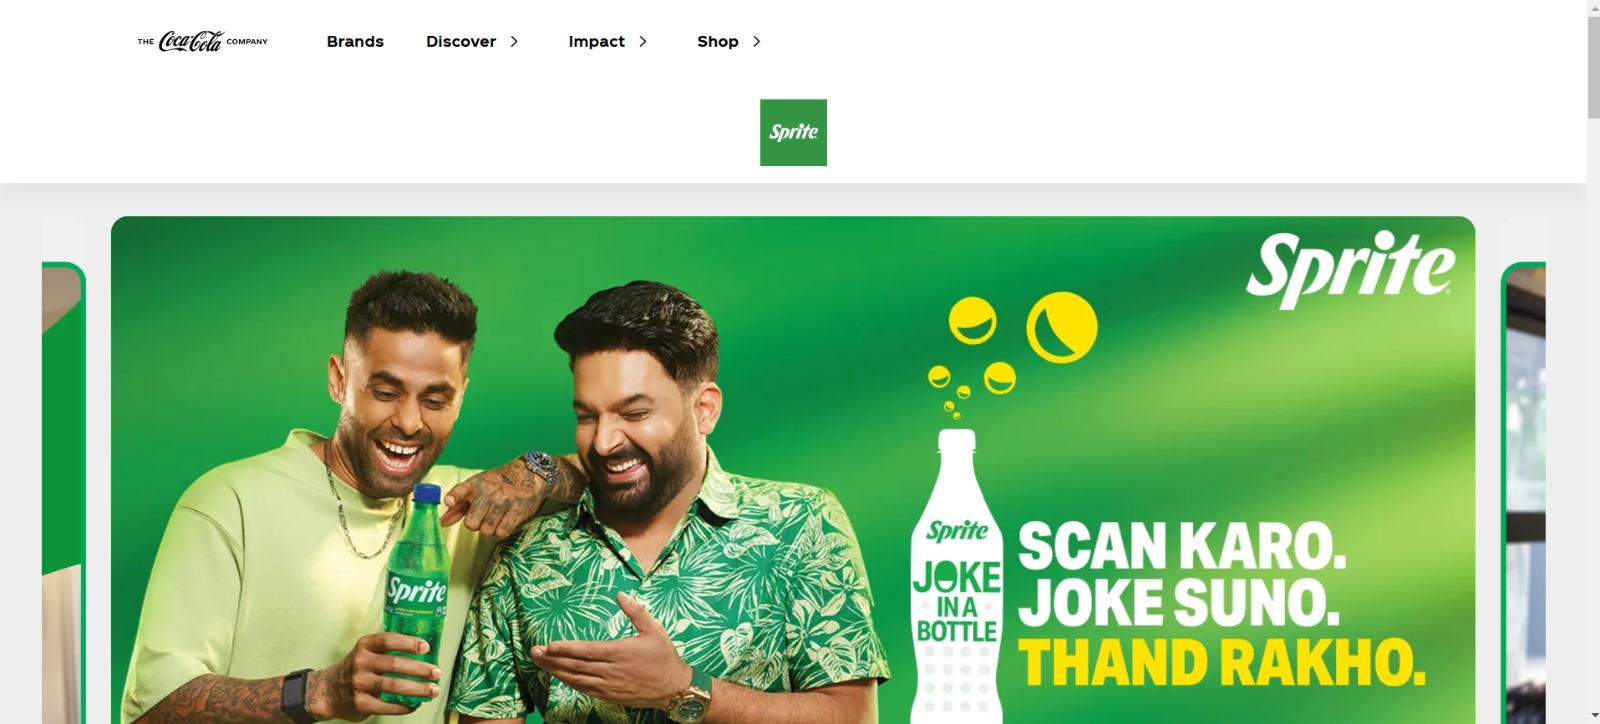 THE Coca-Cola COMPANY
Brands
Discover
Impact
Shop
Sprite
Sprite
Sprite
Sprite
JOKE
IN A
BOTTLE
SCAN KARO.
JOKE SUNO.
THAND RAKHO.